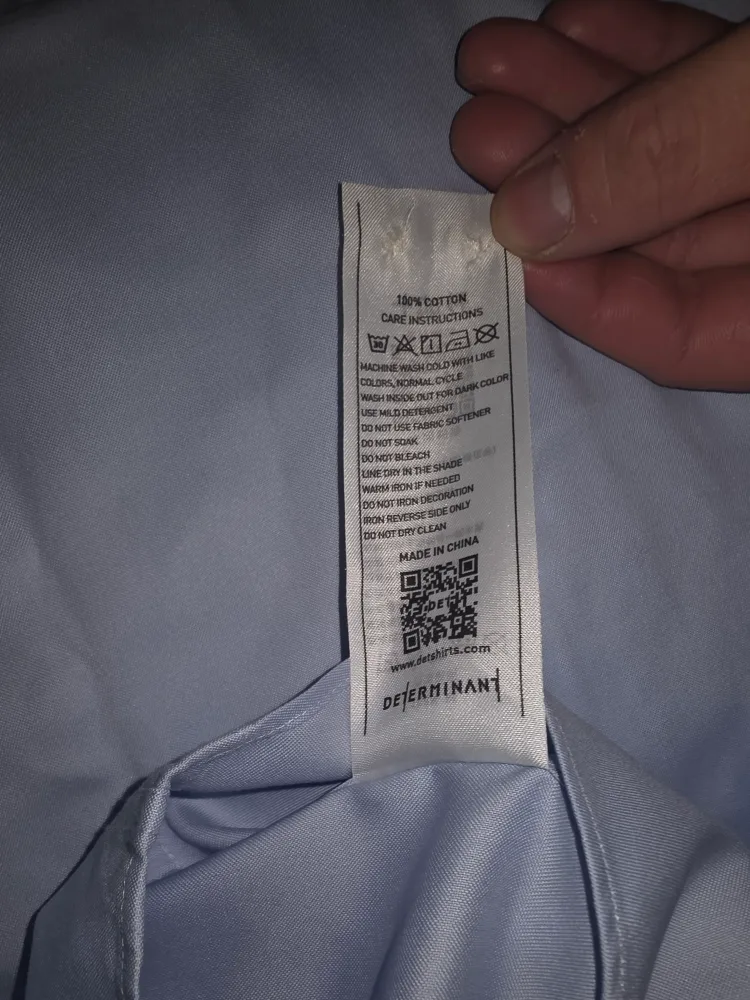 100% COTTON
CARE INSTRUCTIONS
30
MACHINE WASH COLD WITH LIKE
COLORS, NORMAL CYCLE
WASH INSIDE OUT FOR DARK COLOR
USE MILD DETERGENT
DO NOT USE FABRIC SOFTENER
DO NOT SOAK
DO NOT BLEACH
LINE DRY IN THE SHADE
WARM IRON IF NEEDED
DO NOT IRON DECORATION
IRON REVERSE SIDE ONLY
DO NOT DRY CLEAN
MADE IN CHINA
DET
www.detshirts.com
DETERMINANT